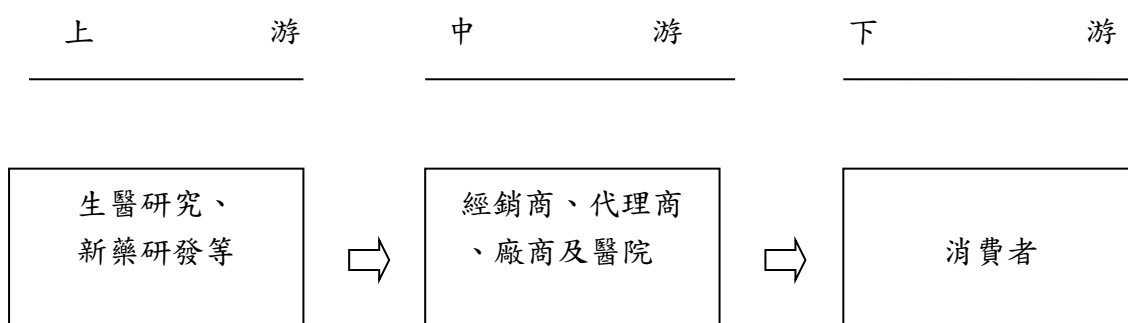 上游
中游
下游
生醫研究、
新藥研發等
經銷商、代理商
、廠商及醫院
消費者